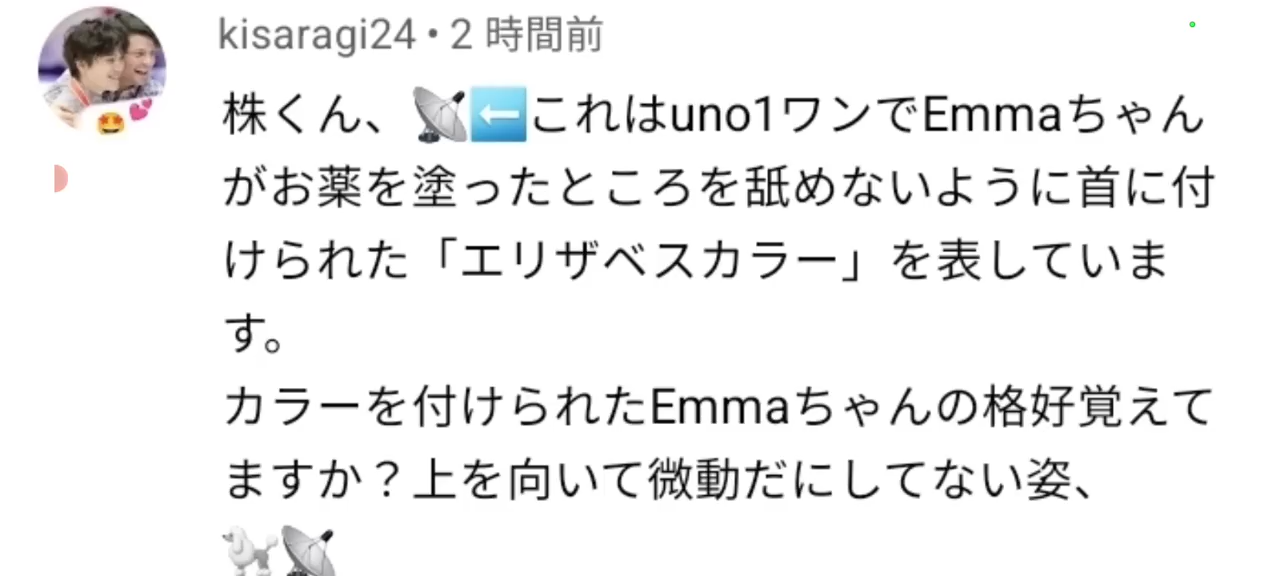 kisaragi24 • 2 時間前
株くん、📡⬅️これはuno1ワンでEmmaちゃん
がお薬を塗ったところを舐めないように首に付
けられた「エリザベスカラー」を表していま
す。
カラーを付けられたEmmaちゃんの格好覚えて
ますか？上を向いて微動だにしてない姿、
🐩📡